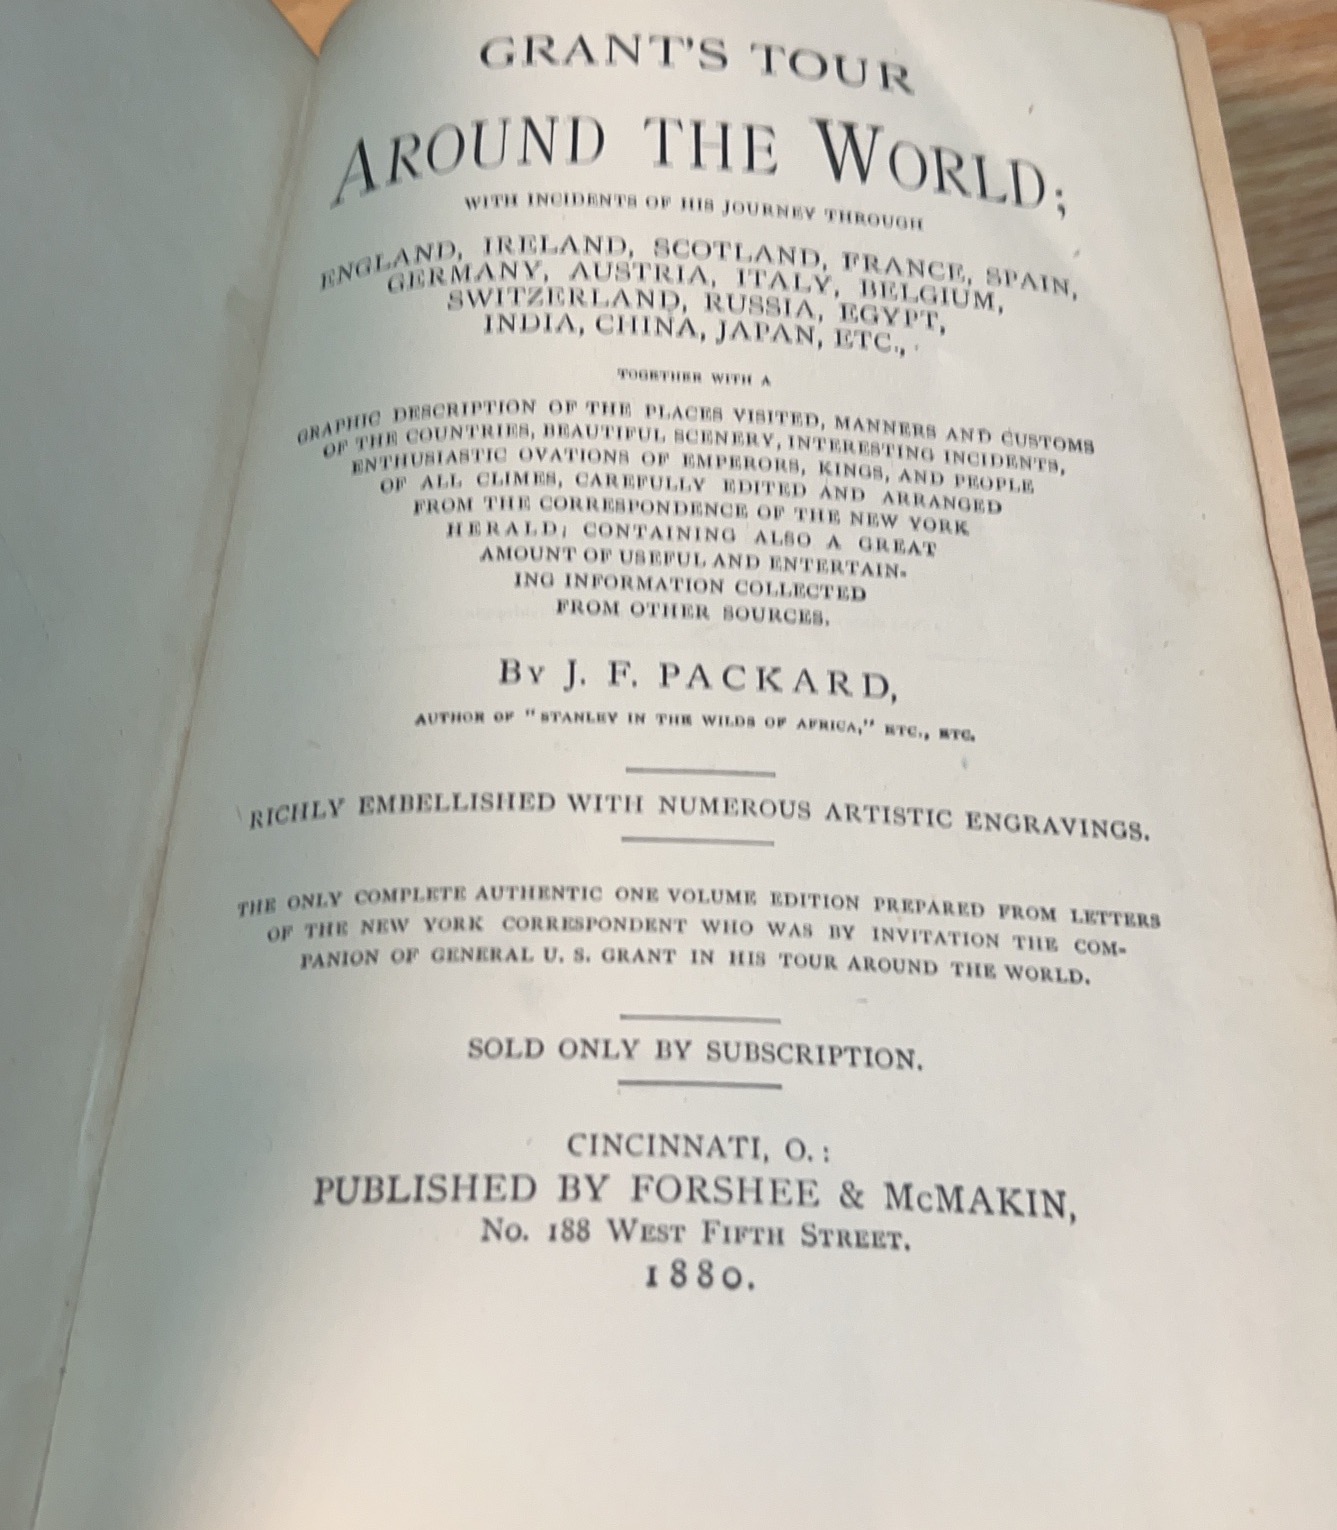 GRANT'S TOUR
AROUND THE WORLD;
WITH INCIDENTS OF HIS JOURNEY THROUGH
ENGLAND, IRELAND, SCOTLAND, FRANCE, SPAIN,
GERMANY, AUSTRIA, ITALY, BELGIUM,
SWITZERLAND, RUSSIA, EGYPT,
INDIA, CHINA, JAPAN, ETC.,
TOGETHER WITH A
GRAPHIC DESCRIPTION OF THE PLACES VISITED, MANNERS AND CUSTOMS
OF THE COUNTRIES, BEAUTIFUL SCENERY, INTERESTING INCIDENTS,
ENTHUSIASTIC OVATIONS OF EMPERORS, KINGS, AND PEOPLE
OF ALL CLIMES, CAREFULLY EDITED AND ARRANGED
FROM THE CORRESPONDENCE OF THE NEW YORK
HERALD; CONTAINING ALSO A GREAT
AMOUNT OF USEFUL AND ENTERTAIN-
ING INFORMATION COLLECTED
FROM OTHER SOURCES.
BY J. F. PACKARD,
AUTHOR OF "STANLEY IN THE WILDS OF AFRICA," ETC., ETC.
RICHLY EMBELLISHED WITH NUMEROUS ARTISTIC ENGRAVINGS.
THE ONLY COMPLETE AUTHENTIC ONE VOLUME EDITION PREPARED FROM LETTERS
OF THE NEW YORK CORRESPONDENT WHO WAS BY INVITATION THE COM-
PANION OF GENERAL U. S. GRANT IN HIS TOUR AROUND THE WORLD.
SOLD ONLY BY SUBSCRIPTION.
CINCINNATI, O.:
PUBLISHED BY FORSHEE & McMAKIN,
No. 188 WEST FIFTH STREET.
1880.